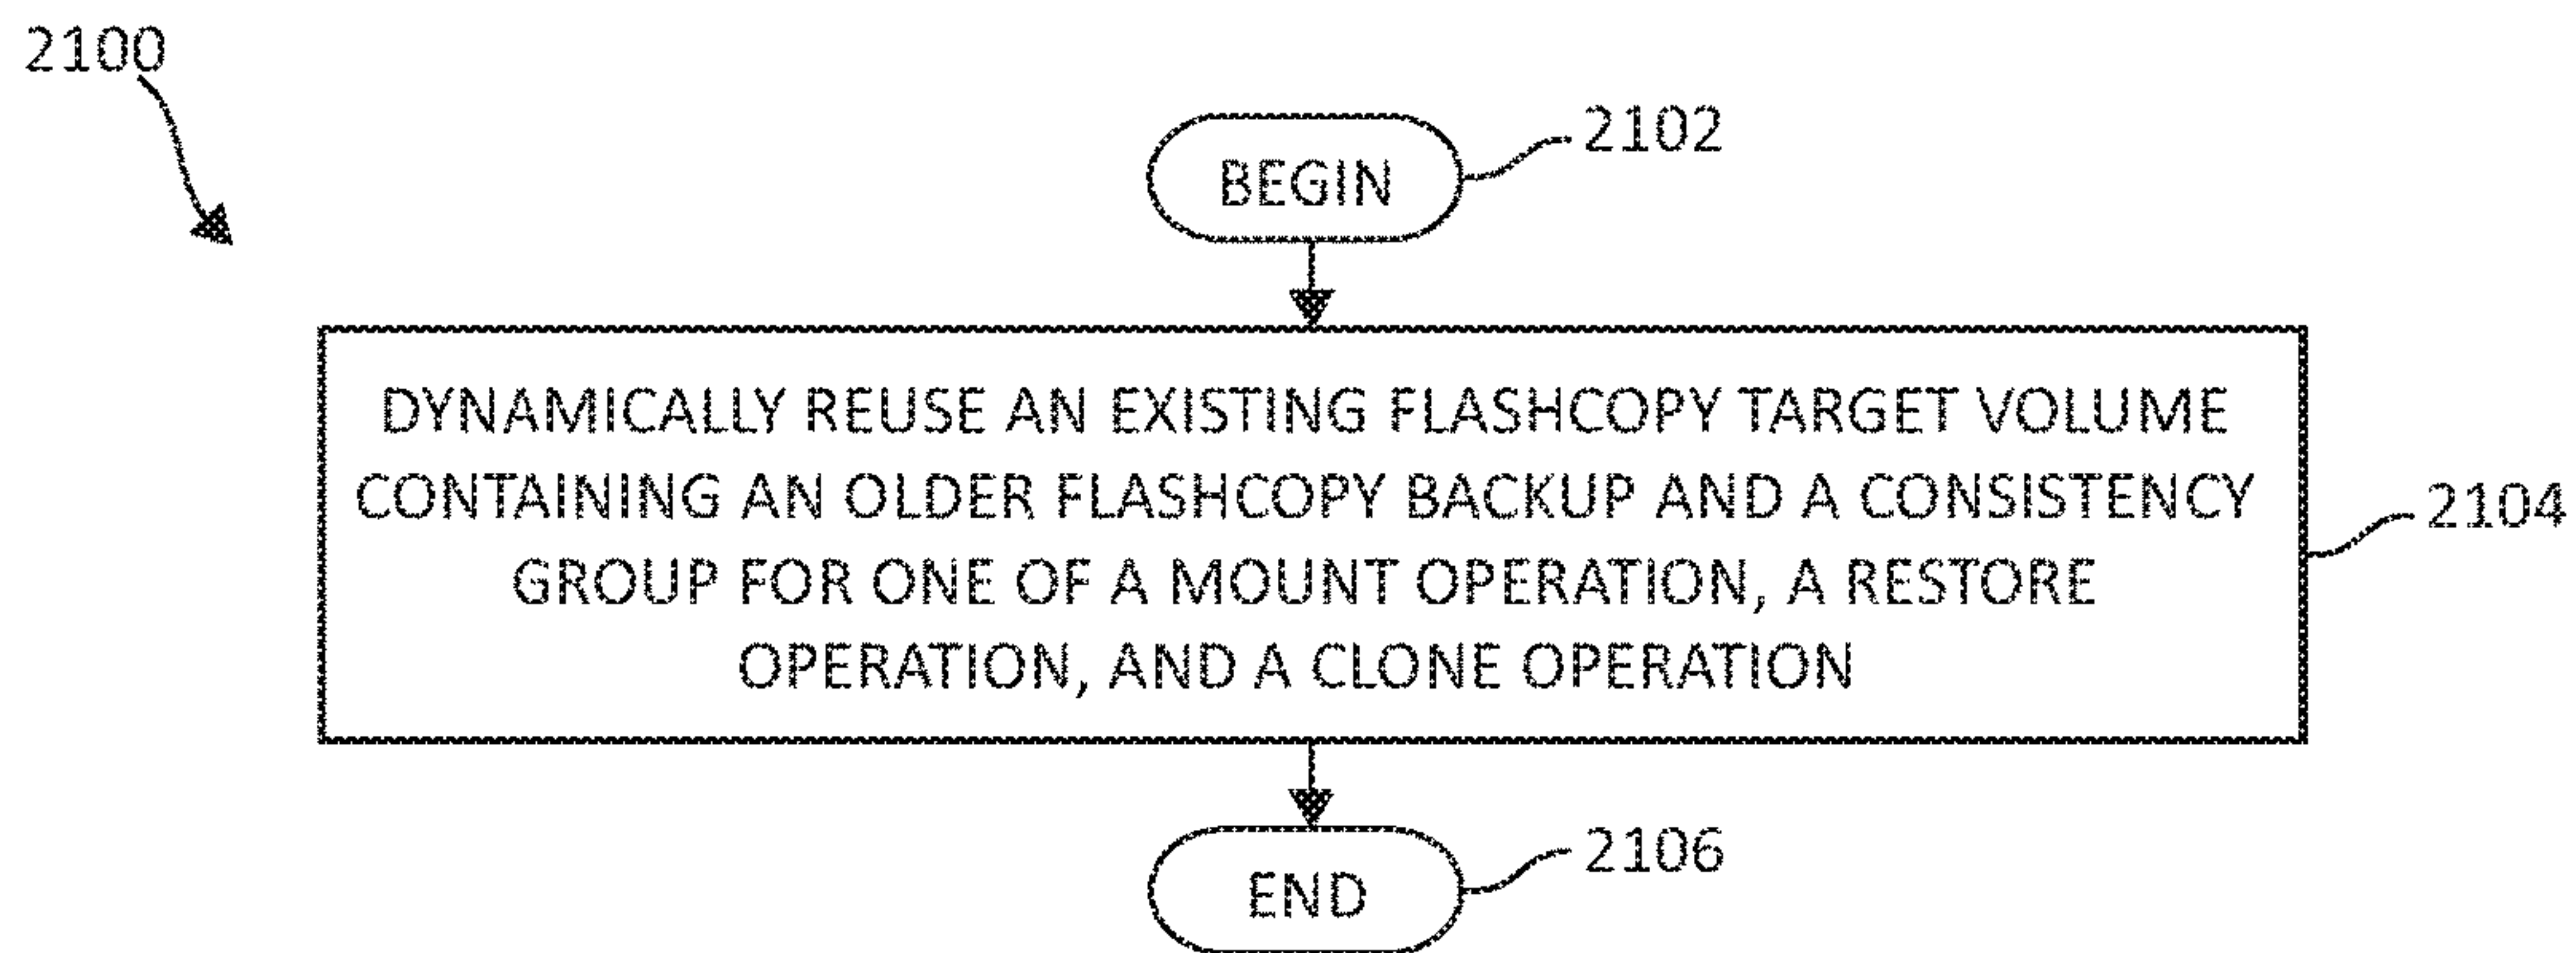 2100
BEGIN
2102
DYNAMICALLY REUSE AN EXISTING FLASHCOPY TARGET VOLUME
CONTAINING AN OLDER FLASHCOPY BACKUP AND A CONSISTENCY
GROUP FOR ONE OF A MOUNT OPERATION, A RESTORE
OPERATION, AND A CLONE OPERATION
2104
END
2106